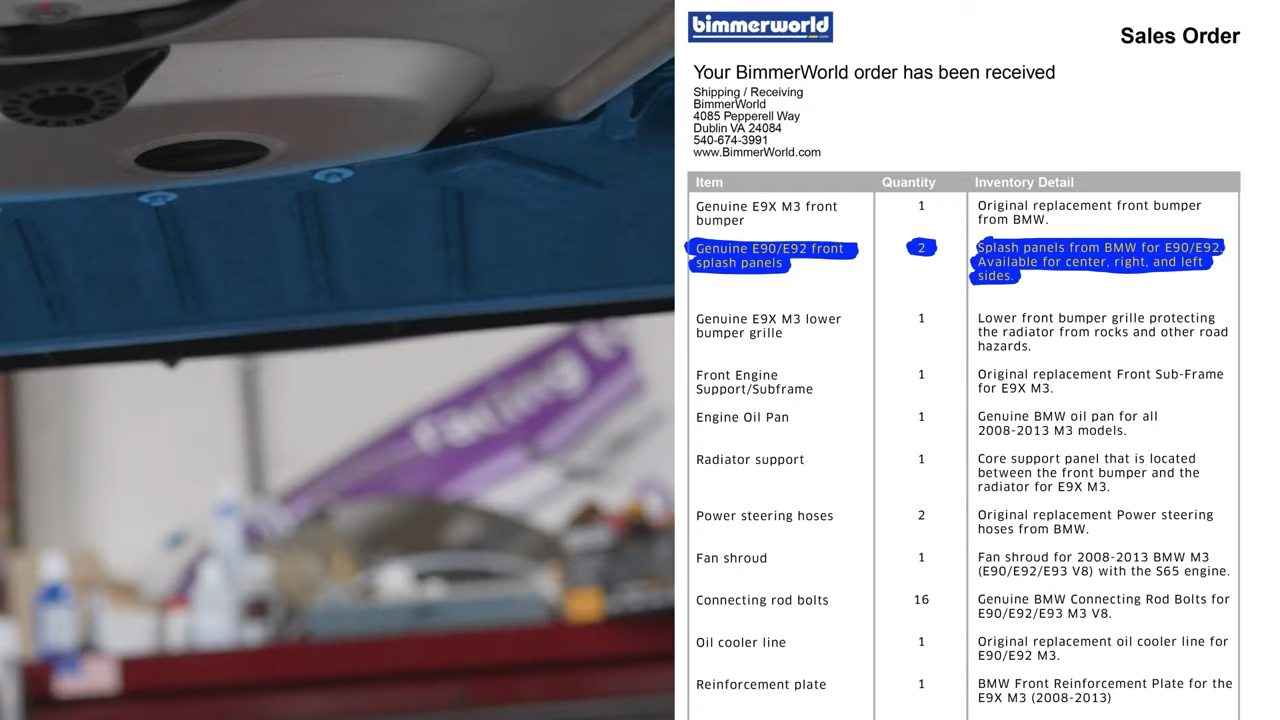 Facing
bimmerworld
Sales Order
Your BimmerWorld order has been received
Shipping / Receiving
BimmerWorld
4085 Pepperell Way
Dublin VA 24084
540-674-3991
www.BimmerWorld.com
Item Quantity Inventory Detail
Genuine E9X M3 front 1 Original replacement front bumper
bumper from BMW.
Genuine E90/E92 front 2 Splash panels from BMW for E90/E92.
splash panels Available for center, right, and left
sides.
Genuine E9X M3 lower 1 Lower front bumper grille protecting
bumper grille the radiator from rocks and other road
hazards.
Front Engine 1 Original replacement Front Sub-Frame
Support/Subframe for E9X M3.
Engine Oil Pan 1 Genuine BMW oil pan for all
2008-2013 M3 models.
Radiator support 1 Core support panel that is located
between the front bumper and the
radiator for E9X M3.
Power steering hoses 2 Original replacement Power steering
hoses from BMW.
Fan shroud 1 Fan shroud for 2008-2013 BMW M3
(E90/E92/E93 V8) with the S65 engine.
Connecting rod bolts 16 Genuine BMW Connecting Rod Bolts for
E90/E92/E93 M3 V8.
Oil cooler line 1 Original replacement oil cooler line for
E90/E92 M3.
Reinforcement plate 1 BMW Front Reinforcement Plate for the
E9X M3 (2008-2013)